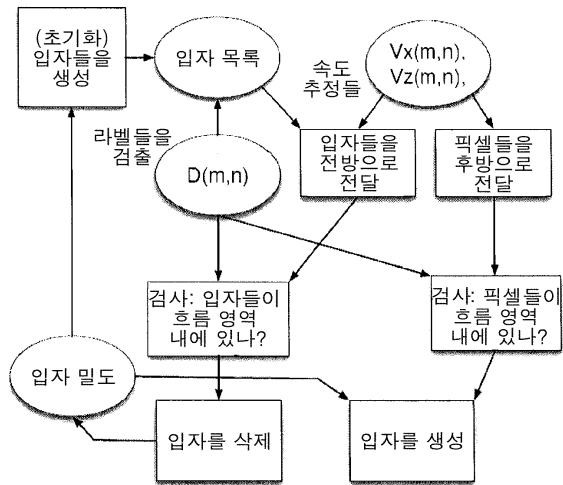 (초기화)
입자들을
생성
입자 목록
Vx(m,n),
Vz(m,n),
속도
추정들
라벨들을
검출
D(m,n)
입자들을
전방으로
전달
픽셀들을
후방으로
전달
검사: 입자들이
흐름 영역
내에 있나?
검사: 픽셀들이
흐름 영역
내에 있나?
입자 밀도
입자를 삭제
입자를 생성